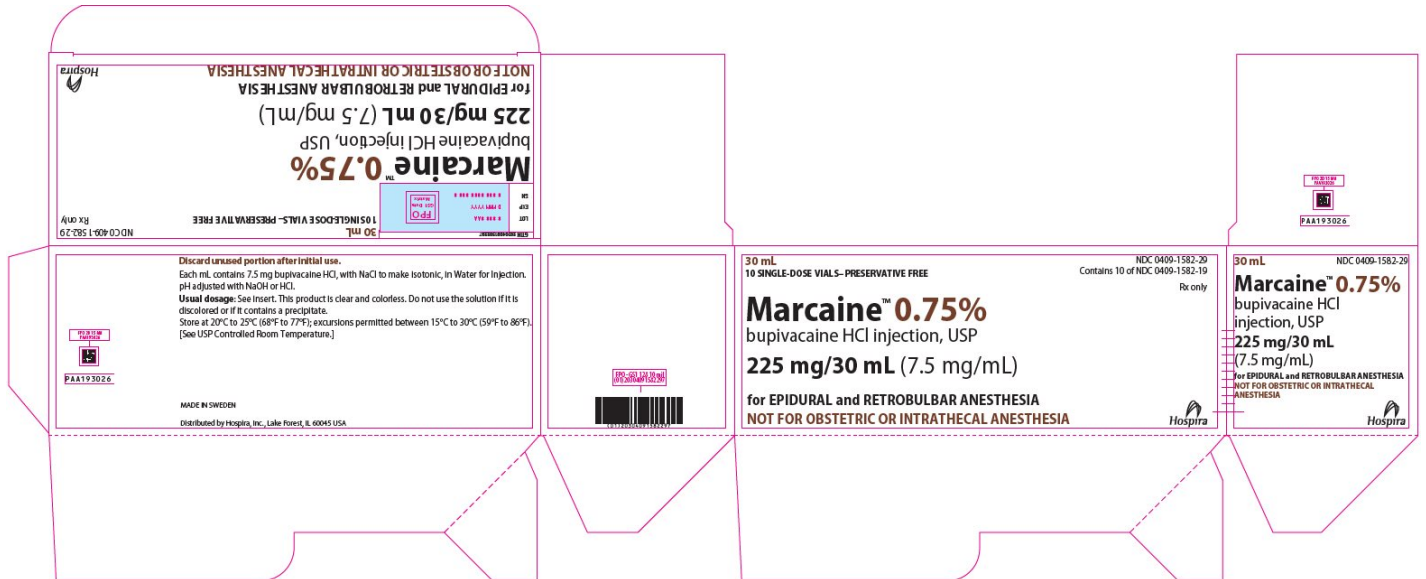 Hospira
NDC 0409-1582-29
Rx only
30 mL
10 SINGLE-DOSE VIALS–PRESERVATIVE FREE
Marcaine™ 0.75%
bupivacaine HCl injection, USP
225 mg/30 mL (7.5 mg/mL)
for EPIDURAL and RETROBULBAR ANESTHESIA
NOT FOR OBSTETRIC OR INTRATHECAL ANESTHESIA
LOT
EXP
GTIN
FPO
Discard unused portion after initial use.
Each mL contains 7.5 mg bupivacaine HCl, with NaCl to make isotonic, in Water for Injection.
pH adjusted with NaOH or HCl.
Usual dosage: See insert. This product is clear and colorless. Do not use the solution if it is
discolored or if it contains a precipitate.
Store at 20°C to 25°C (68°F to 77°F); excursions permitted between 15°C to 30°C (59°F to 86°F).
[See USP Controlled Room Temperature.]
PAA193026
MADE IN SWEDEN
Distributed by Hospira, Inc., Lake Forest, IL 60045 USA
30 mL
10 SINGLE-DOSE VIALS–PRESERVATIVE FREE
NDC 0409-1582-29
Contains 10 of NDC 0409-1582-19
Rx only
Marcaine™ 0.75%
bupivacaine HCl injection, USP
225 mg/30 mL (7.5 mg/mL)
for EPIDURAL and RETROBULBAR ANESTHESIA
NOT FOR OBSTETRIC OR INTRATHECAL ANESTHESIA
Hospira
PAA193026
30 mL
NDC 0409-1582-29
Marcaine™ 0.75%
bupivacaine HCl
injection, USP
225 mg/30 mL
(7.5 mg/mL)
for EPIDURAL and RETROBULBAR ANESTHESIA
NOT FOR OBSTETRIC OR INTRATHECAL
ANESTHESIA
Hospira